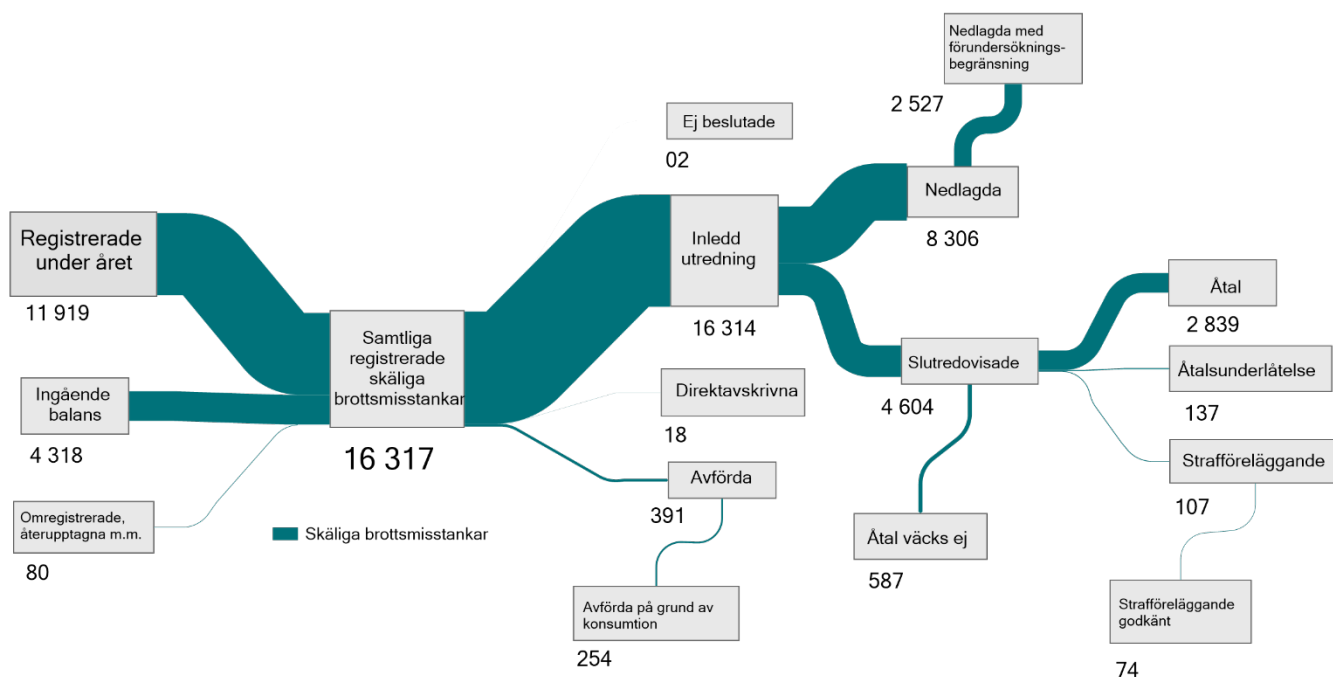 Registrerade
under året
11 919
Ingående
balans
4 318
Omregistrerade,
återupptagna m.m.
80
Samtliga
registrerade
skäliga
brottsmisstankar
16 317
Skäliga brottsmisstankar
Ej beslutade
02
Inledd
utredning
16 314
Direktavskrivna
18
Avförda
391
Avförda på grund av
konsumtion
254
Nedlagda med
förundersöknings-
begränsning
2 527
Nedlagda
8 306
Slutredovisade
4 604
Åtal väcks ej
587
Åtal
2 839
Åtalsunderlåtelse
137
Strafföreläggande
107
Strafföreläggande
godkänt
74